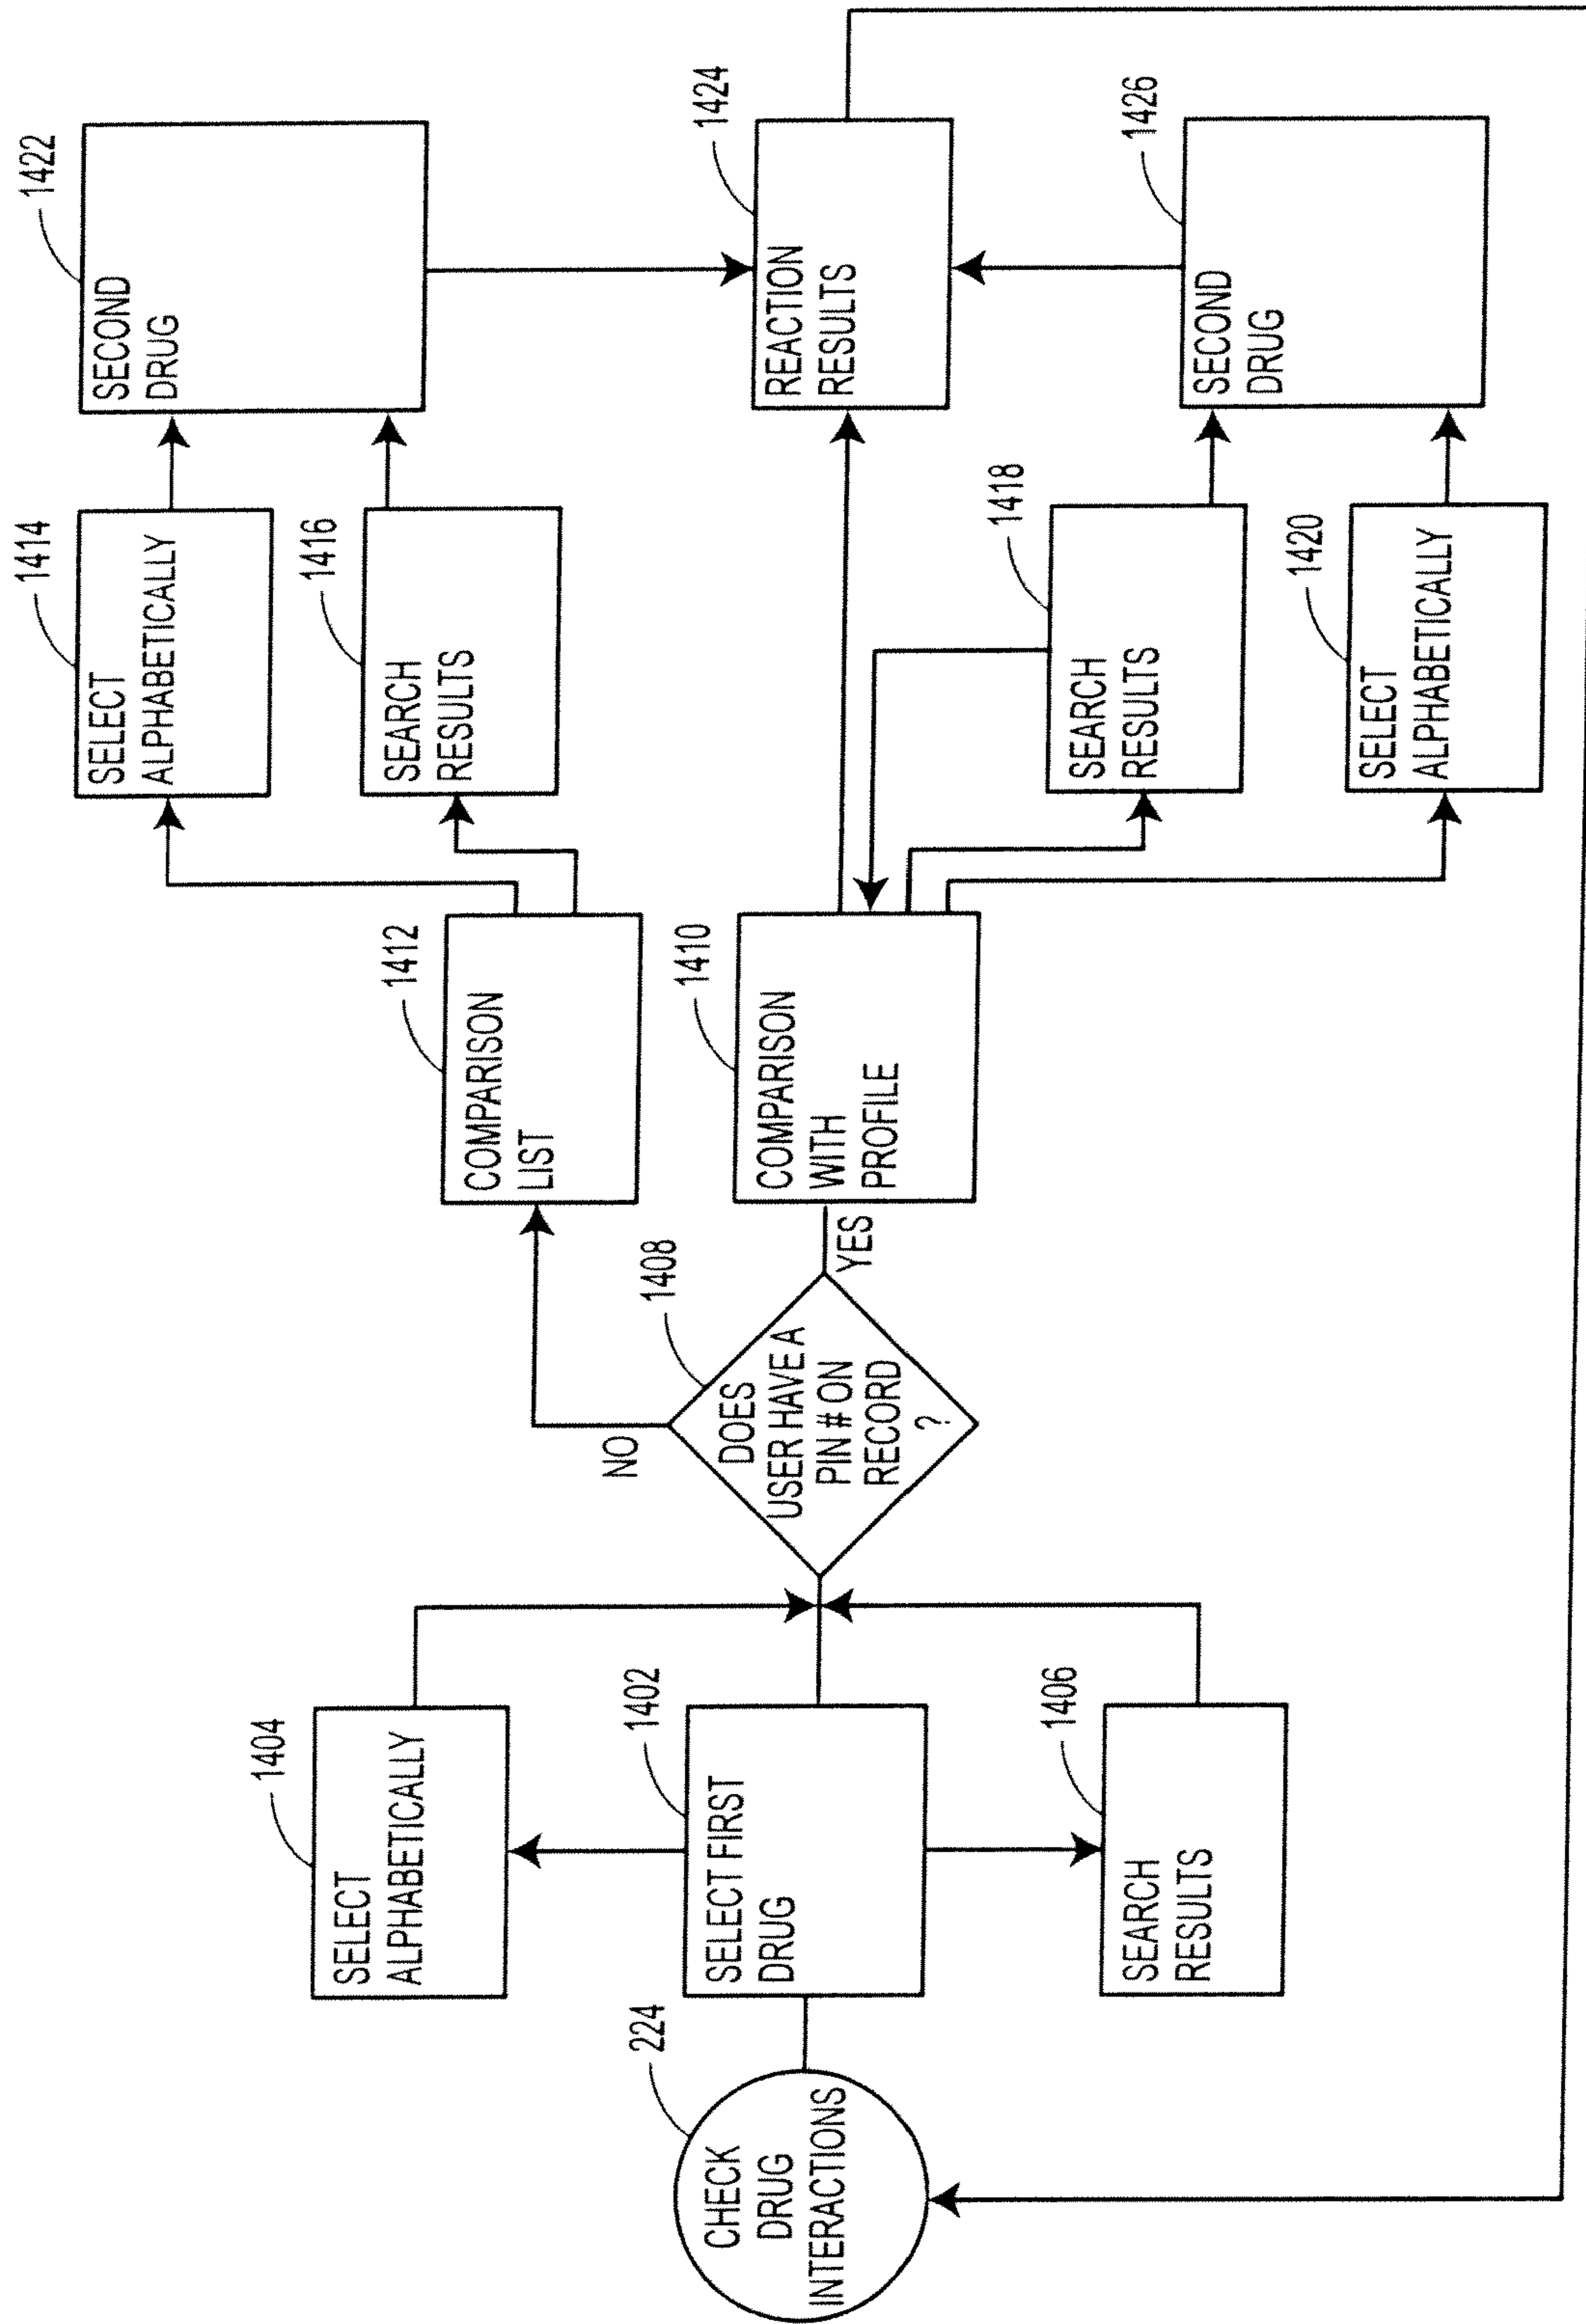 224
CHECK
DRUG
INTERACTIONS
1404
SELECT
ALPHABETICALLY
1402
SELECT FIRST
DRUG
1406
SEARCH
RESULTS
1408
DOES
USER HAVE A
PIN # ON
RECORD
?
NO
YES
1412
COMPARISON
LIST
1410
COMPARISON
WITH
PROFILE
1414
SELECT
ALPHABETICALLY
1416
SEARCH
RESULTS
1418
SEARCH
RESULTS
1420
SELECT
ALPHABETICALLY
1422
SECOND
DRUG
1424
REACTION
RESULTS
1426
SECOND
DRUG